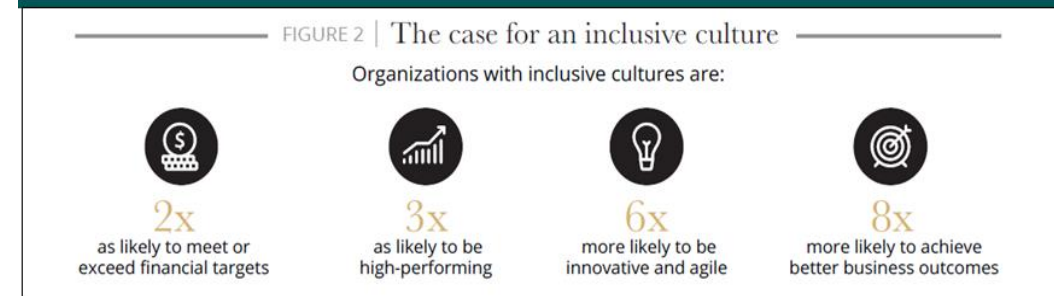 FIGURE 2 | The case for an inclusive culture
Organizations with inclusive cultures are:
$
2x
as likely to meet or
exceed financial targets
3x
as likely to be
high-performing
6x
more likely to be
innovative and agile
8x
more likely to achieve
better business outcomes